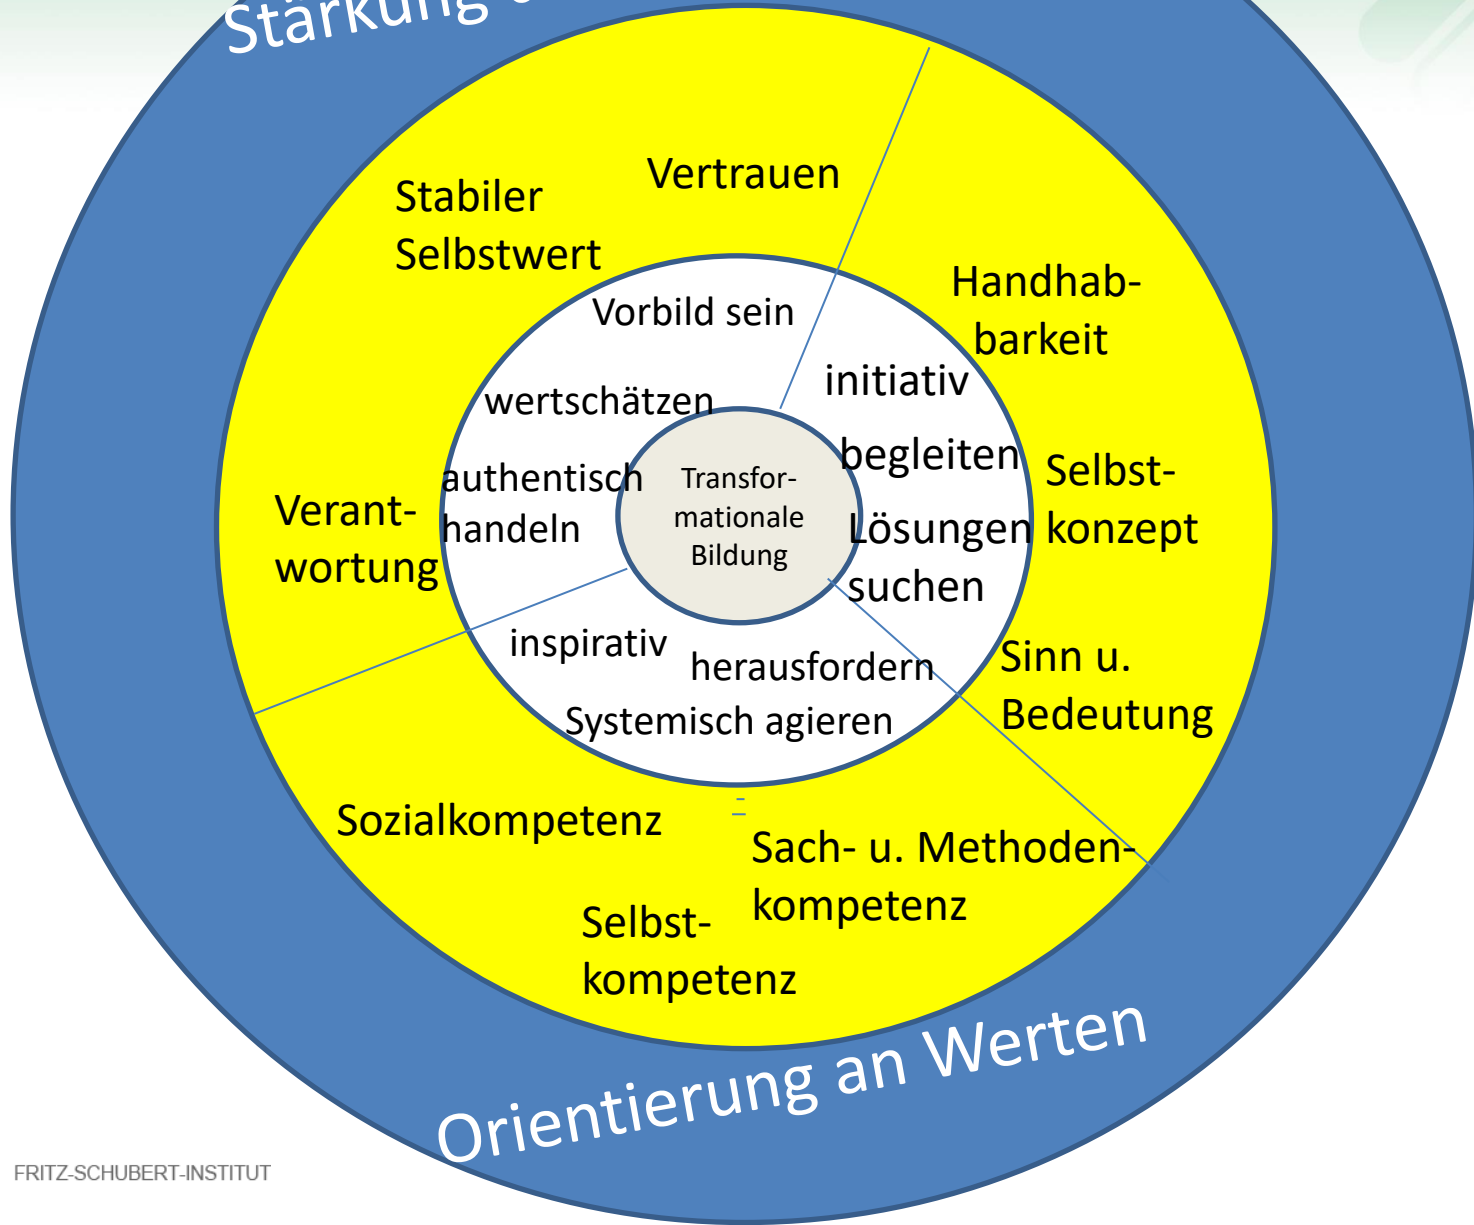 Stärkung
Vertrauen
Stabiler
Selbstwert
Handhab-
barkeit
Vorbild sein
initiativ
wertschätzen
begleiten
Selbst-
konzept
authentisch
handeln
Transfor-
mationale
Bildung
Verant-
wortung
Lösungen
suchen
inspirativ
herausfordern
Systemisch agieren
Sinn u.
Bedeutung
Sozialkompetenz
Sach- u. Methoden-
kompetenz
Selbst-
kompetenz
Orientierung an Werten
FRITZ-SCHUBERT-INSTITUT